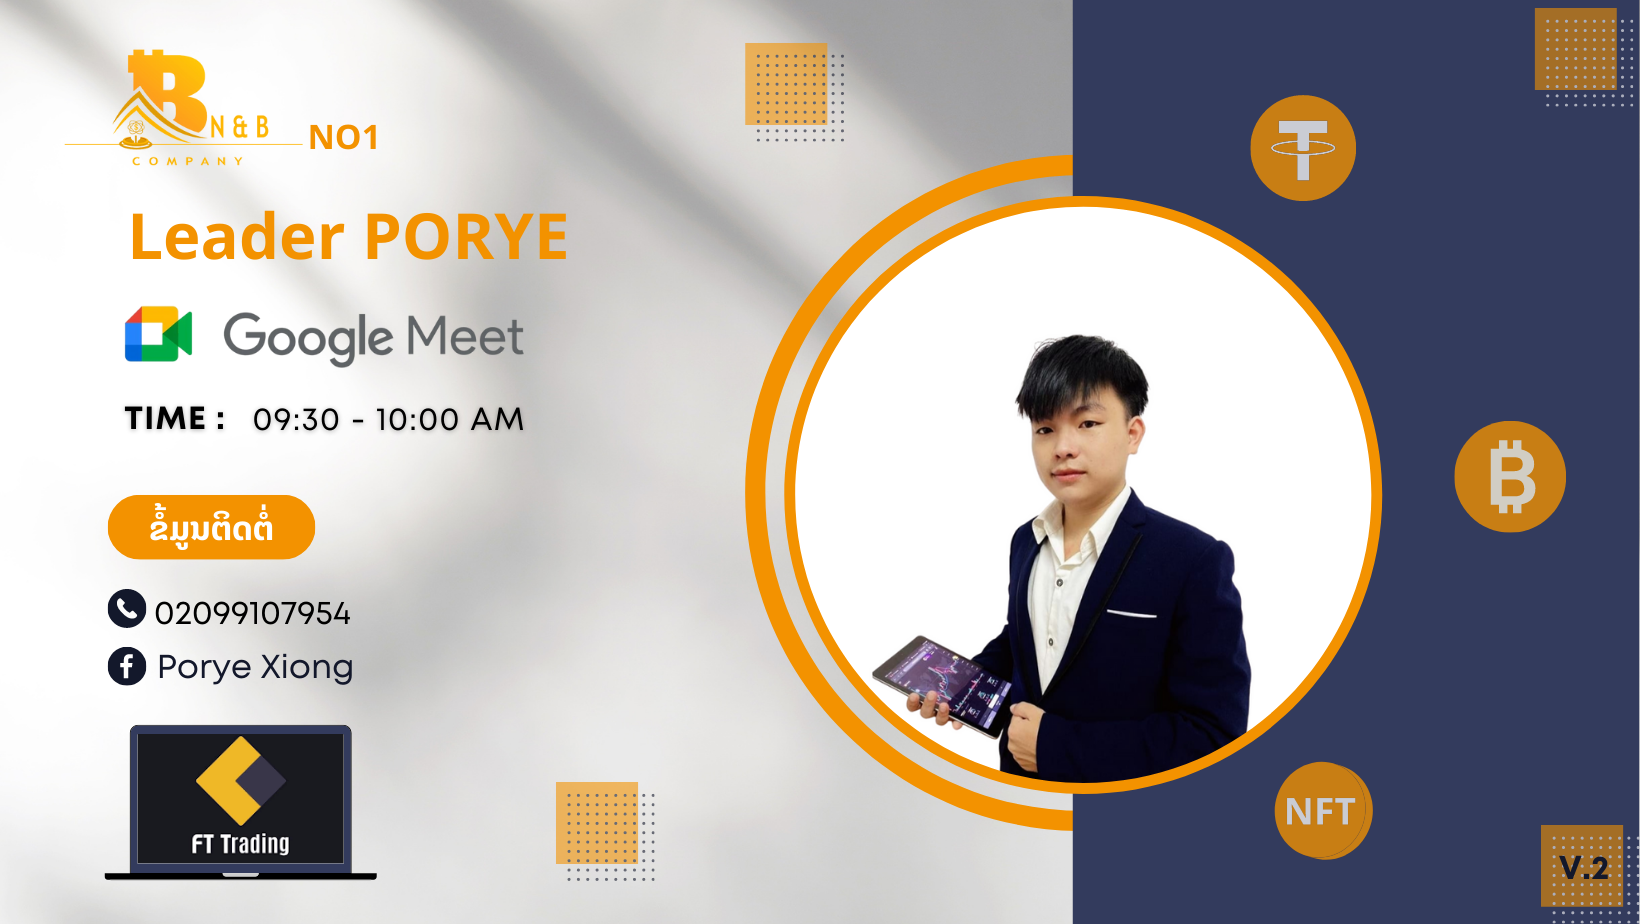 B
N & B
COMPANY
NO1
Leader PORYE
Google Meet
TIME : 09:30 - 10:00 AM
ຂໍ້ມູນຕິດຕໍ່
02099107954
f Porye Xiong
FT Trading
T
B
NFT
V.2